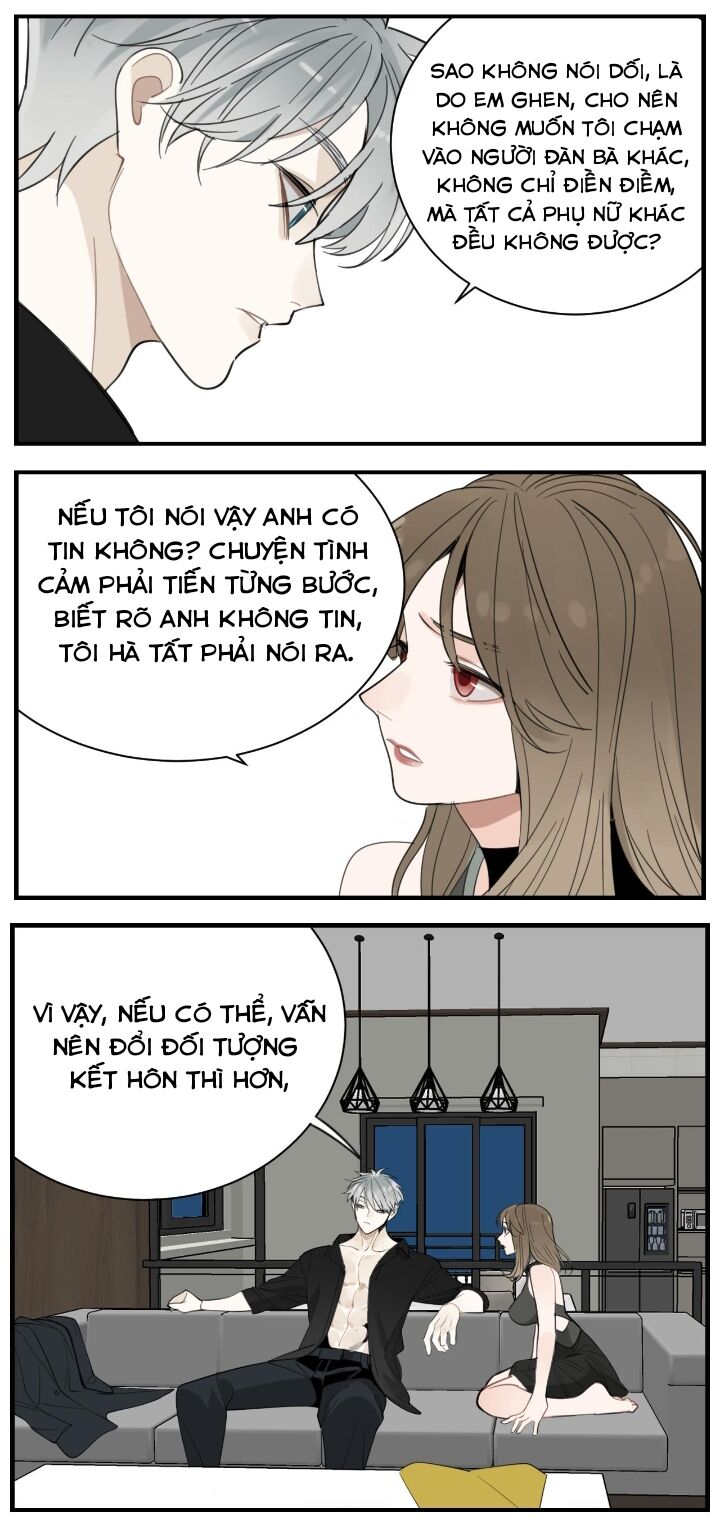 SAO KHÔNG NÓI DỐI, LÀ
DO EM GHEN, CHO NÊN
KHÔNG MUỐN TÔI CHẠM
VÀO NGƯỜI ĐÀN BÀ KHÁC,
KHÔNG CHỈ ĐIỀN ĐIỀM,
MÀ TẤT CẢ PHỤ NỮ KHÁC
ĐỀU KHÔNG ĐƯỢC?
NẾU TÔI NÓI VẬY ANH CÓ
TIN KHÔNG? CHUYỆN TÌNH
CẢM PHẢI TIẾN TỪNG BƯỚC,
BIẾT RÕ ANH KHÔNG TIN,
TÔI HÀ TẤT PHẢI NÓI RA.
VÌ VẬY, NẾU CÓ THỂ, VẪN
NÊN ĐỔI ĐỐI TƯỢNG
KẾT HÔN THÌ HƠN,